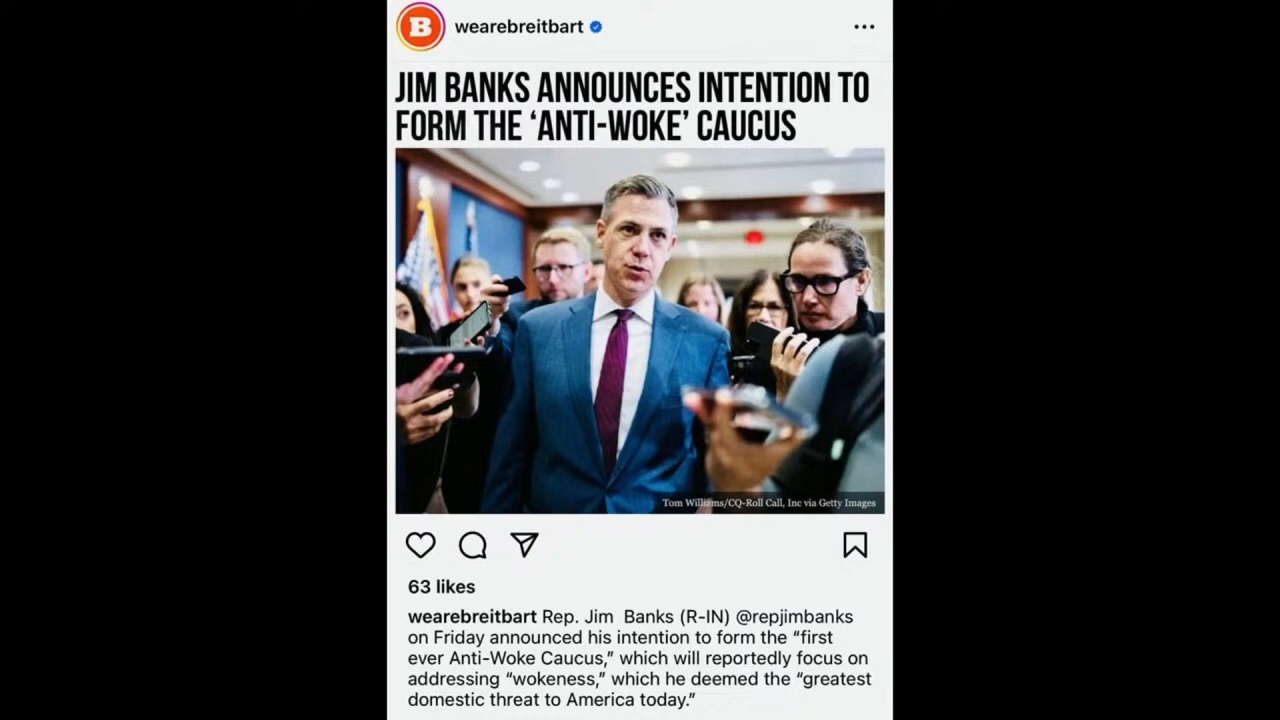 B wearebreitbart
JIM BANKS ANNOUNCES INTENTION TO
FORM THE ‘ANTI-WOKE’ CAUCUS
Tom Williams/CQ-Roll Call, Inc via Getty Images
63 likes
wearebreitbart Rep. Jim Banks (R-IN) @repjimbanks
on Friday announced his intention to form the “first
ever Anti-Woke Caucus,” which will reportedly focus on
addressing “wokeness,” which he deemed the “greatest
domestic threat to America today.”